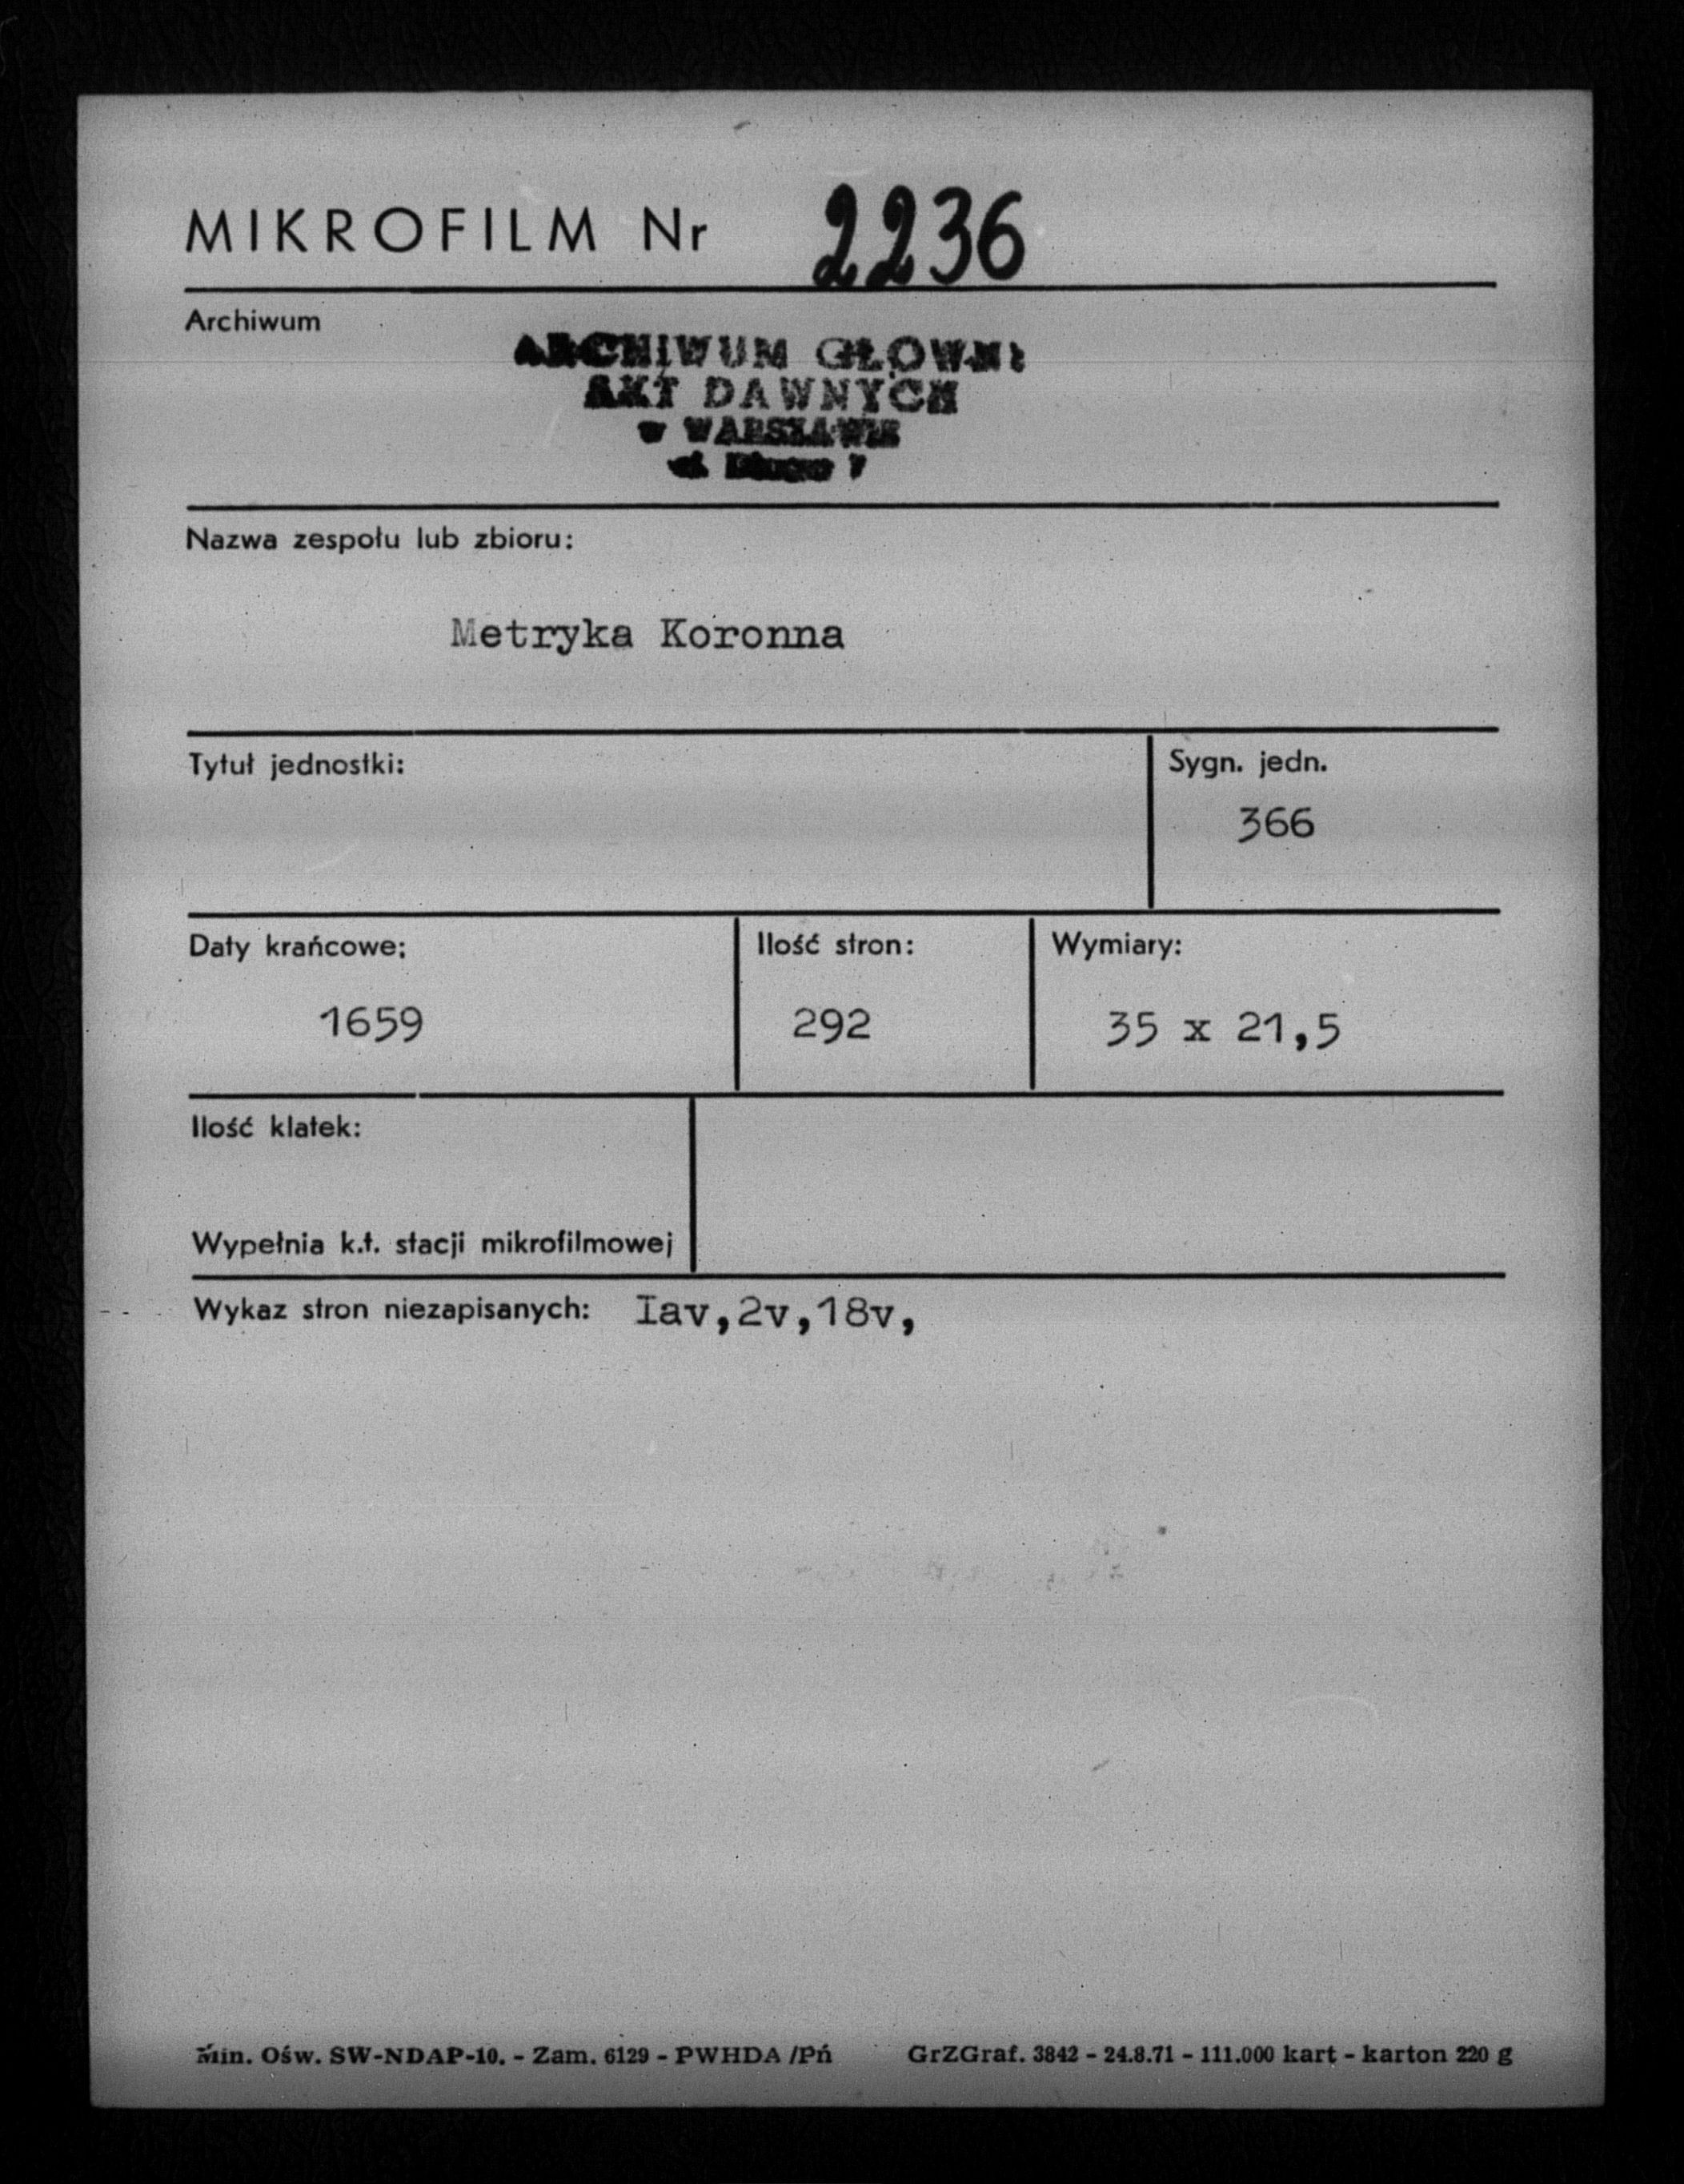 MIKROFILM Nr 2236
Archiwum
ARCHIWUM GŁÓWNE
AKT DAWNYCH
w WARSZAWIE
ul. Długa 7
Nazwa zespołu lub zbioru:
Metryka Koronna
Tytuł jednostki:
Sygn. jedn.
366
Daty krańcowe:
Ilość stron:
Wymiary:
1659
292
35 x 21,5
Ilość klatek:
Wypełnia k.t. stacji mikrofilmowej
Wykaz stron niezapisanych: Iav,2v,18v,
Min. Ośw. SW-NDAP-10. - Zam. 6129 - PWHDA /Pń GrZGraf. 3842 - 24.8.71 - 111.000 kart - karton 220 g